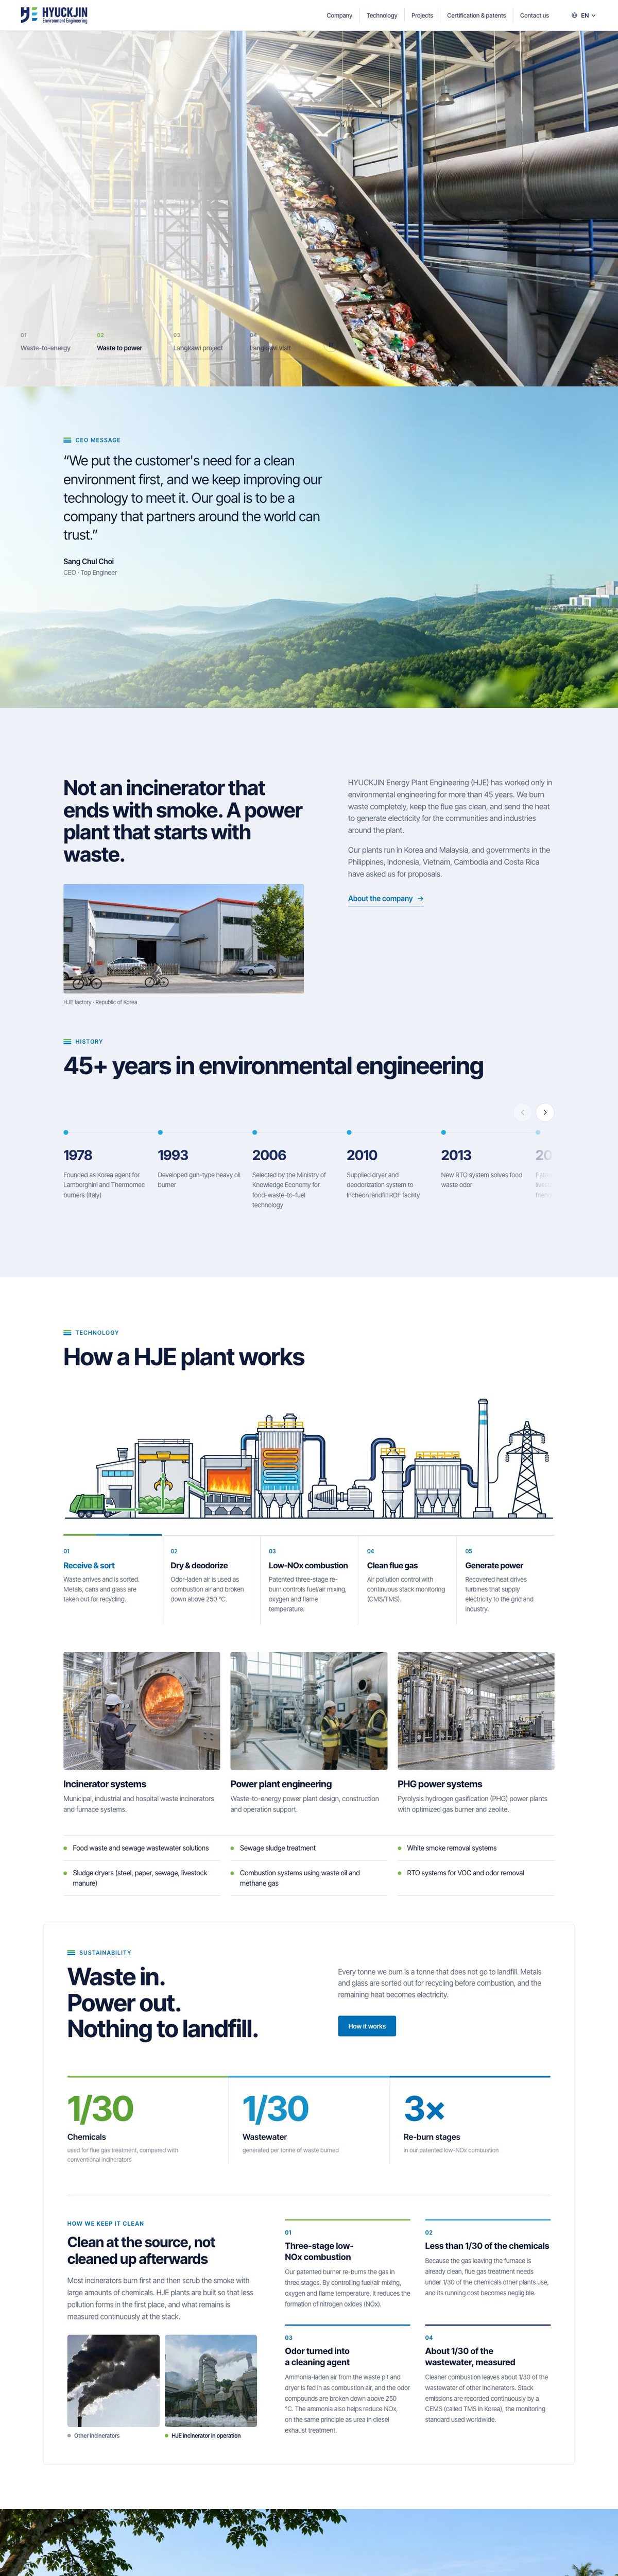 HYUCKJIN
Environment Engineering
Company
Technology
Projects
Certification & patents
Contact us
EN
01
02
03
04
Waste-to-energy
Waste to power
Langkawi project
Langkawi visit
CEO MESSAGE
“We put the customer's need for a clean
environment first, and we keep improving our
technology to meet it. Our goal is to be a
company that partners around the world can
trust.”
Sang Chul Choi
CEO · Top Engineer
Not an incinerator that
ends with smoke. A power
plant that starts with
waste.
HYUCKJIN Energy Plant Engineering (HJE) has worked only in
environmental engineering for more than 45 years. We burn
waste completely, keep the flue gas clean, and send the heat
to generate electricity for the communities and industries
around the plant.
Our plants run in Korea and Malaysia, and governments in the
Philippines, Indonesia, Vietnam, Cambodia and Costa Rica
have asked us for proposals.
About the company →
HJE factory · Republic of Korea
HISTORY
45+ years in environmental engineering
1978
Founded as Korea agent for
Lamborghini and Thermomec
burners (Italy)
1993
Developed gun-type heavy oil
burner
2006
Selected by the Ministry of
Knowledge Economy for
food-waste-to-fuel
technology
2010
Supplied dryer and
deodorization system to
Incheon landfill RDF facility
2013
New RTO system solves food
waste odor
20
TECHNOLOGY
How a HJE plant works
01
Receive & sort
Waste arrives and is sorted.
Metals, cans and glass are
taken out for recycling.
02
Dry & deodorize
Odor-laden air is used as
combustion air and broken
down above 250 °C.
03
Low-NOx combustion
Patented three-stage re-
burn controls fuel/air mixing,
oxygen and flame
temperature.
04
Clean flue gas
Air pollution control with
continuous stack monitoring
(CMS/TMS).
05
Generate power
Recovered heat drives
turbines that supply
electricity to the grid and
industry.
Incinerator systems
Municipal, industrial and hospital waste incinerators
and furnace systems.
Power plant engineering
Waste-to-energy power plant design, construction
and operation support.
PHG power systems
Pyrolysis hydrogen gasification (PHG) power plants
with optimized gas burner and zeolite.
Food waste and sewage wastewater solutions
Sewage sludge treatment
White smoke removal systems
Sludge dryers (steel, paper, sewage, livestock
manure)
Combustion systems using waste oil and
methane gas
RTO systems for VOC and odor removal
SUSTAINABILITY
Waste in.
Power out.
Nothing to landfill.
Every tonne we burn is a tonne that does not go to landfill. Metals
and glass are sorted out for recycling before combustion, and the
remaining heat becomes electricity.
How it works
1/30
Chemicals
used for flue gas treatment, compared with
conventional incinerators
1/30
Wastewater
generated per tonne of waste burned
3×
Re-burn stages
in our patented low-NOx combustion
HOW WE KEEP IT CLEAN
Clean at the source, not
cleaned up afterwards
Most incinerators burn first and then scrub the smoke with
large amounts of chemicals. HJE plants are built so that less
pollution forms in the first place, and what remains is
measured continuously at the stack.
Other incinerators
HJE incinerator in operation
01
Three-stage low-
NOx combustion
Our patented burner re-burns the gas in
three stages. By controlling fuel/air mixing,
oxygen and flame temperature, it reduces the
formation of nitrogen oxides (NOx).
02
Less than 1/30 of the chemicals
Because the gas leaving the furnace is
already clean, flue gas treatment needs
under 1/30 of the chemicals other plants use,
and its running cost becomes negligible.
03
Odor turned into
a cleaning agent
Ammonia-laden air from the waste pit and
dryer is fed in as combustion air, and the odor
compounds are broken down above 250
°C. The ammonia also helps reduce NOx,
on the same principle as urea in diesel
exhaust treatment.
04
About 1/30 of the
wastewater, measured
Cleaner combustion leaves about 1/30 of the
wastewater of other incinerators. Stack
emissions are recorded continuously by a
CEMS (called TMS in Korea), the monitoring
standard used worldwide.